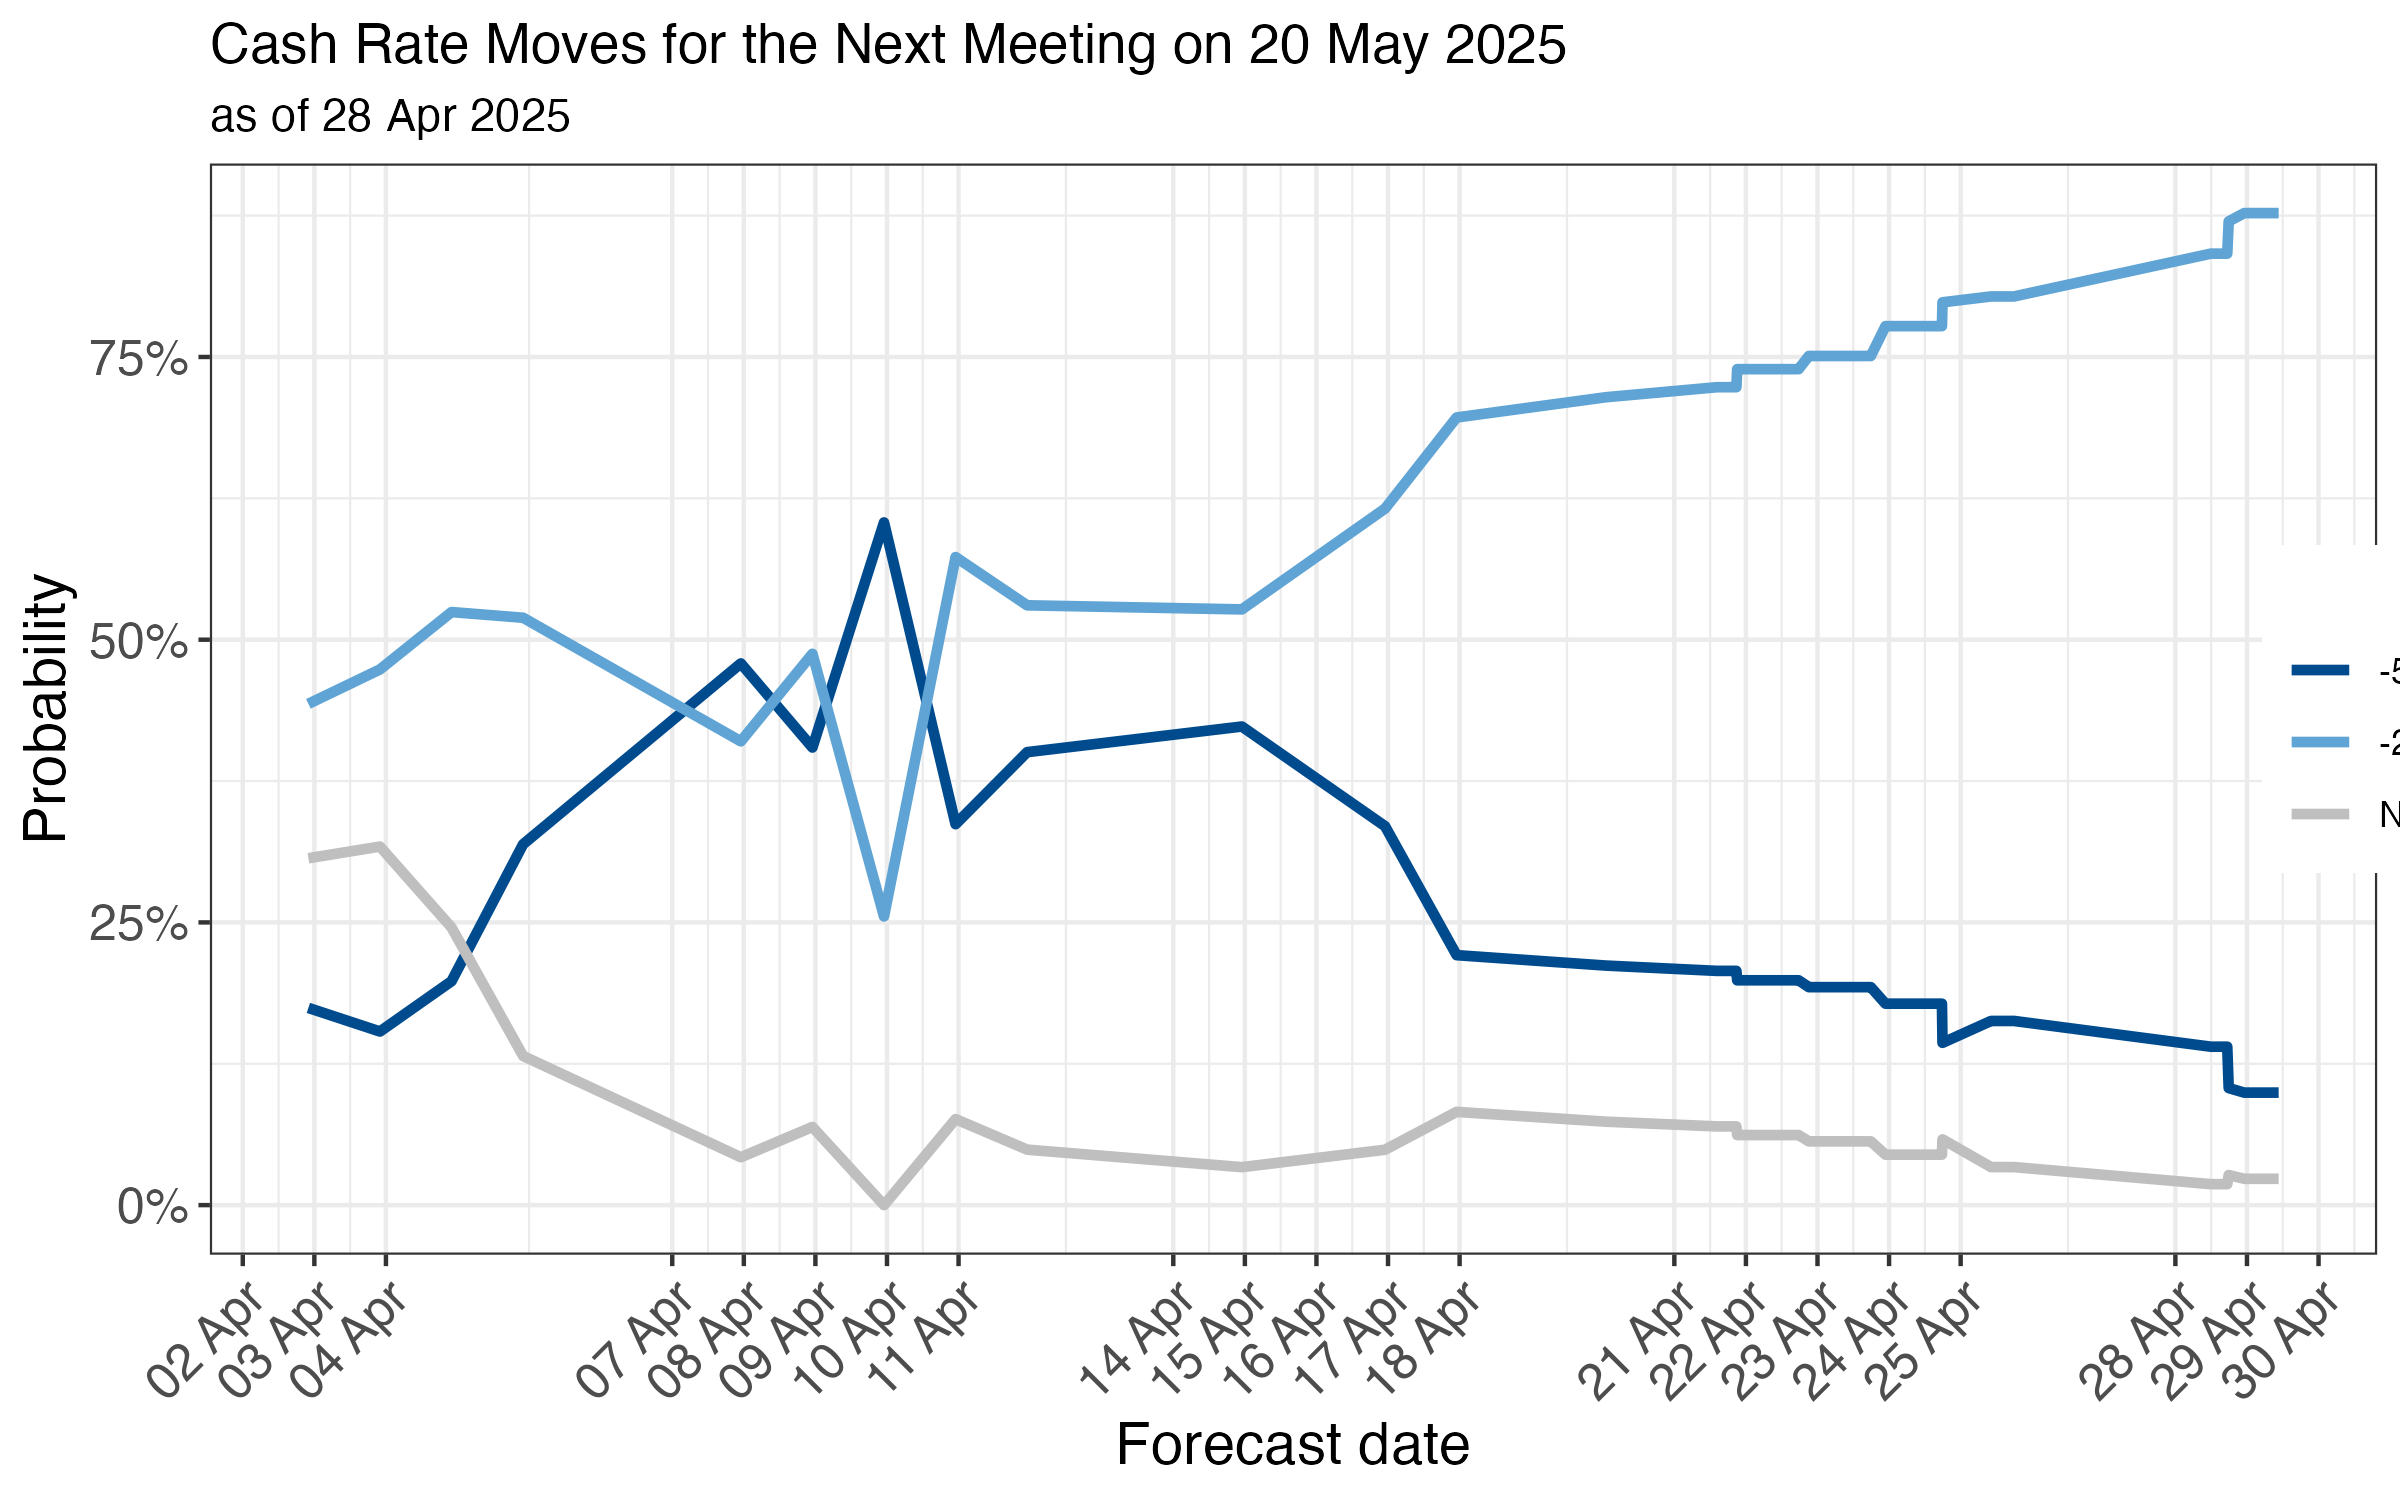 Cash Rate Moves for the Next Meeting on 20 May 2025
as of 28 Apr 2025
Probability
75%
50%
25%
0%
-5
-2
N
02 Apr
03 Apr
04 Apr
07 Apr
08 Apr
09 Apr
10 Apr
11 Apr
14 Apr
15 Apr
16 Apr
17 Apr
18 Apr
21 Apr
22 Apr
23 Apr
24 Apr
25 Apr
28 Apr
29 Apr
30 Apr
Forecast date